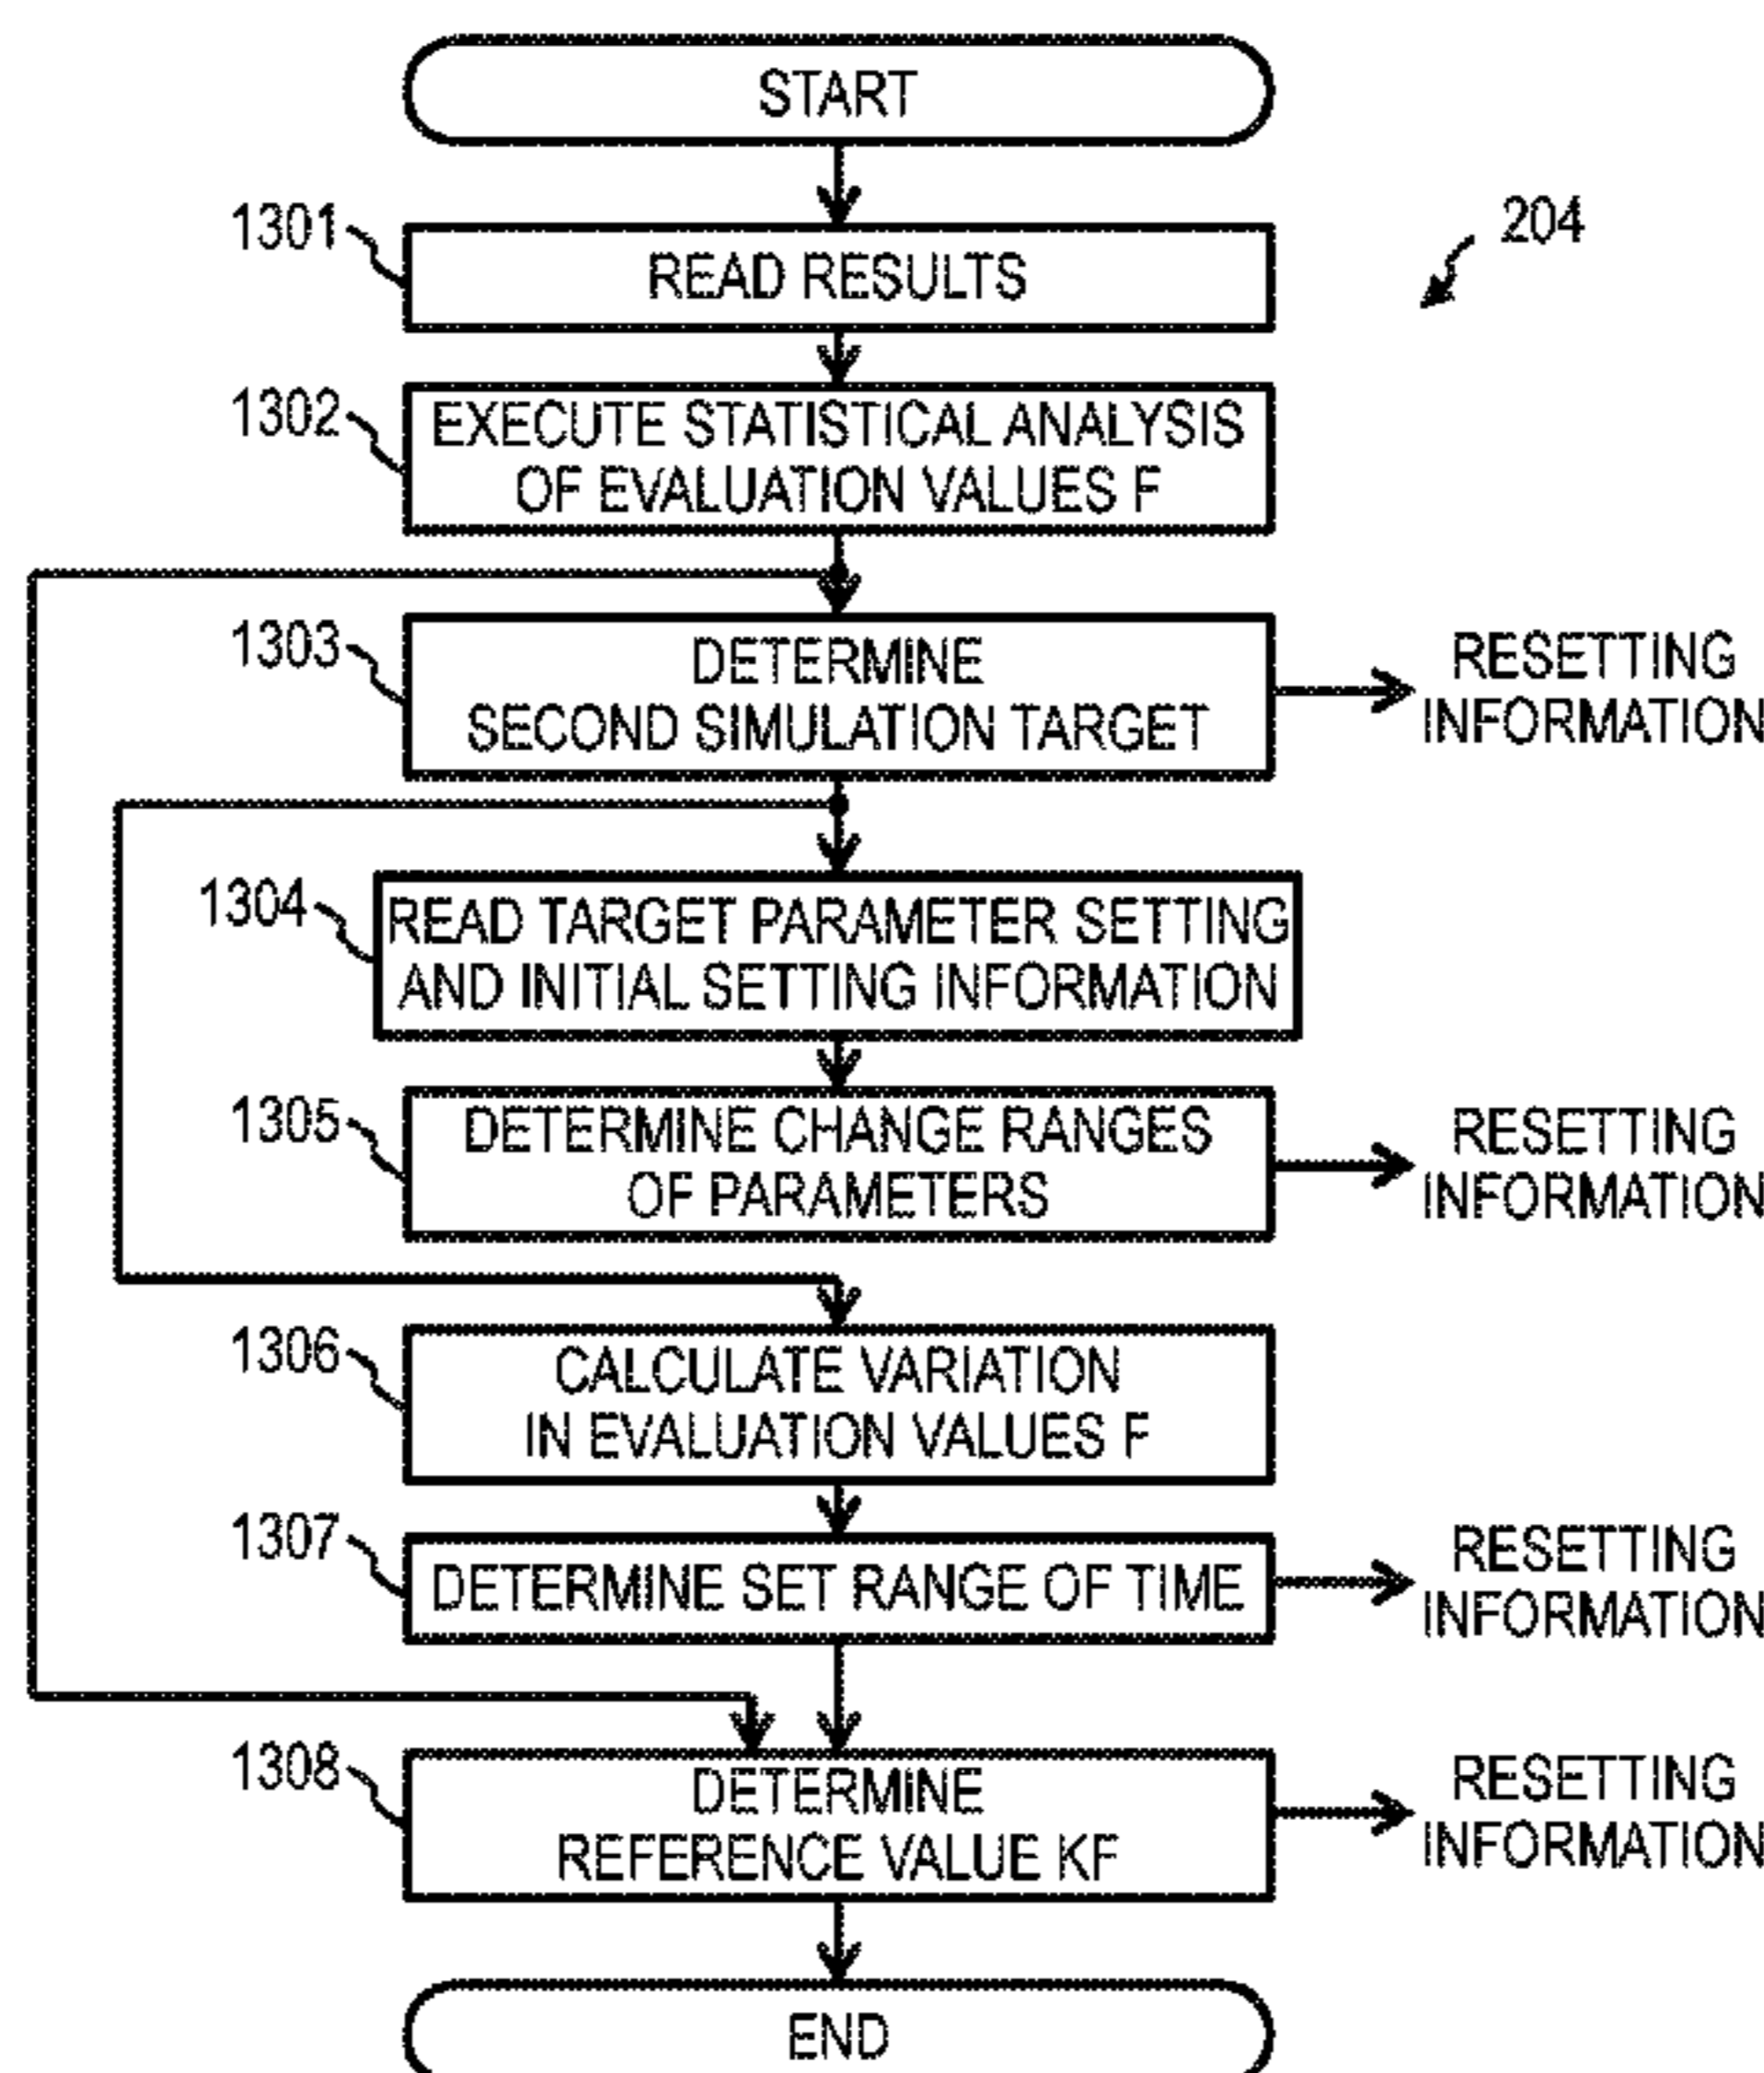 START
204
1301
READ RESULTS
1302
EXECUTE STATISTICAL ANALYSIS
OF EVALUATION VALUES F
1303
DETERMINE
SECOND SIMULATION TARGET
RESETTING
INFORMATION
1304
READ TARGET PARAMETER SETTING
AND INITIAL SETTING INFORMATION
1305
DETERMINE CHANGE RANGES
OF PARAMETERS
RESETTING
INFORMATION
1306
CALCULATE VARIATION
IN EVALUATION VALUES F
1307
DETERMINE SET RANGE OF TIME
RESETTING
INFORMATION
1308
DETERMINE
REFERENCE VALUE KF
RESETTING
INFORMATION
END